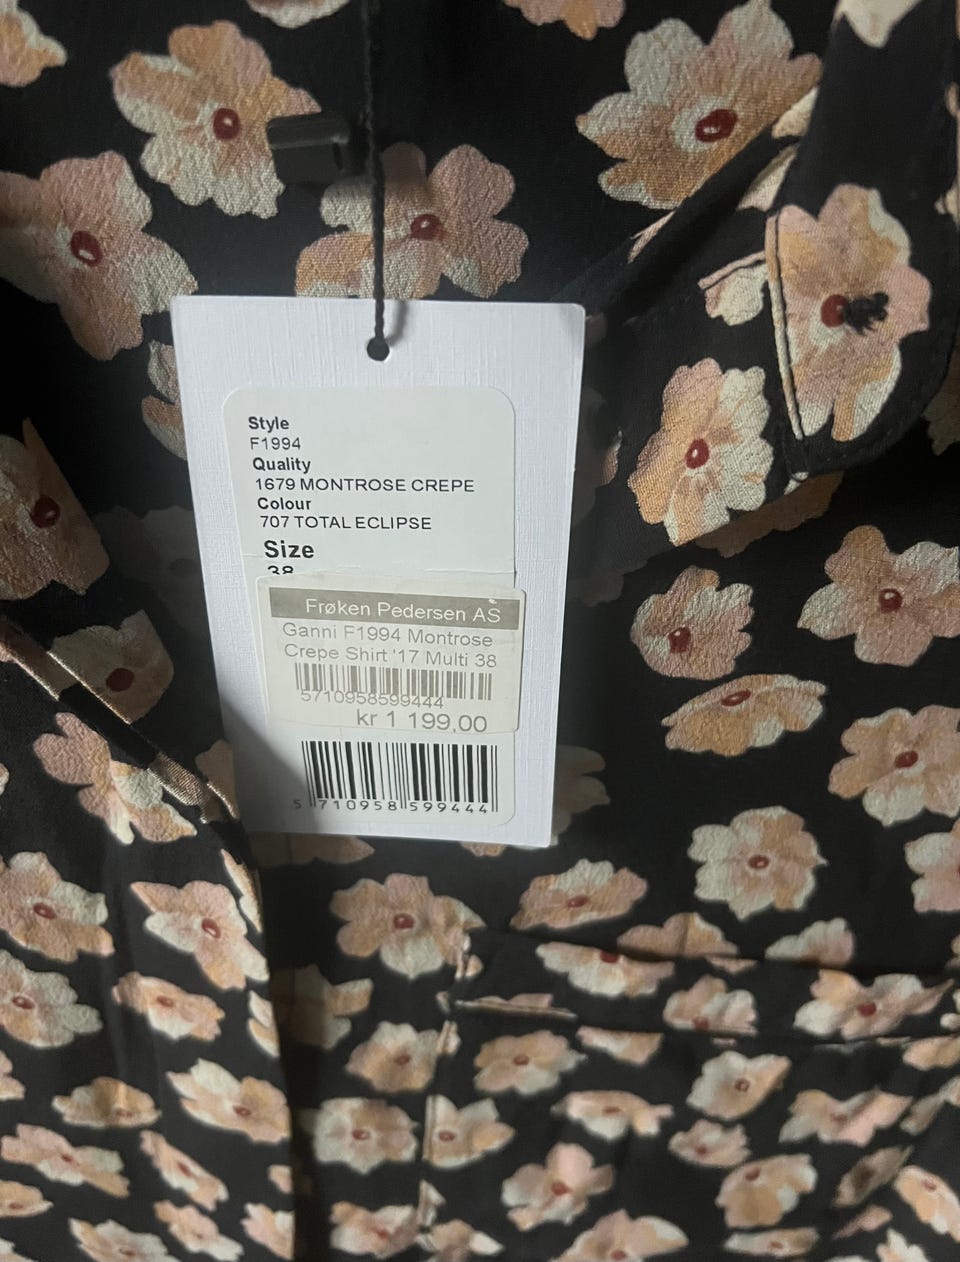 Style
F1994
Quality
1679 MONTROSE CREPE
Colour
707 TOTAL ECLIPSE
Size
38
Frøken Pedersen AS
Ganni F1994 Montrose
Crepe Shirt '17 Multi 38
5710958599444
kr 1 199,00
5 710958 599444